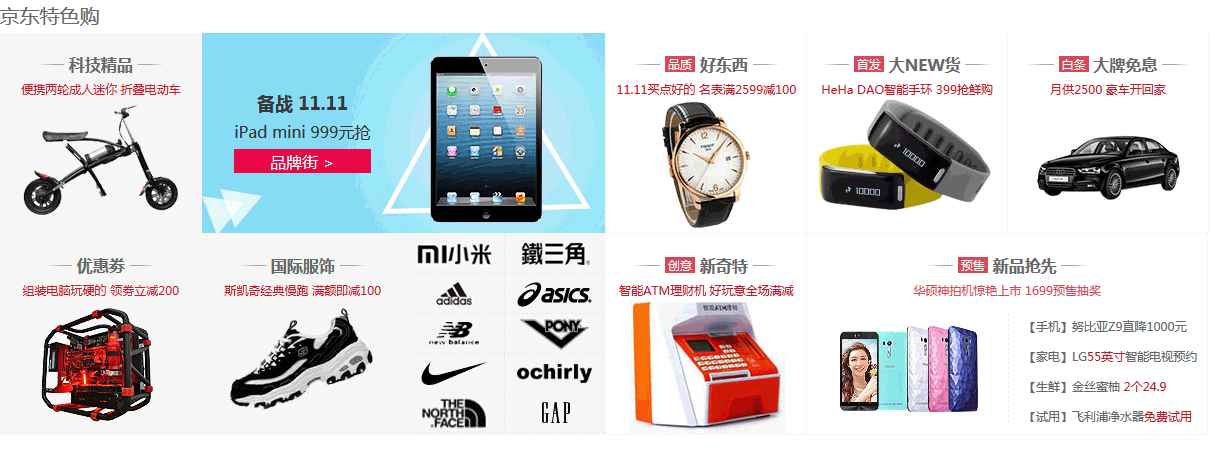 京东特色购
科技精品
便携两轮成人迷你 折叠电动车
备战 11.11
iPad mini 999元抢
品牌街 >
品质 好东西
11.11买点好的 名表满2599减100
首发 大NEW货
HeHa DAO智能手环 399抢鲜购
10000
10000
白条 大牌免息
月供2500 豪车开回家
优惠券
组装电脑玩硬的 领券立减200
国际服饰
斯凯奇经典慢跑 满额即减100
小米
鐵三角
adidas
asics
new balance
PONY
ochirly
THE NORTH FACE
GAP
创意 新奇特
智能ATM理财机 好玩意全场满减
预售 新品抢先
华硕神拍机惊艳上市 1699预售抽奖
【手机】努比亚Z9直降1000元
【家电】LG55英寸智能电视预约
【生鲜】金丝蜜柚 2个24.9
【试用】飞利浦净水器免费试用